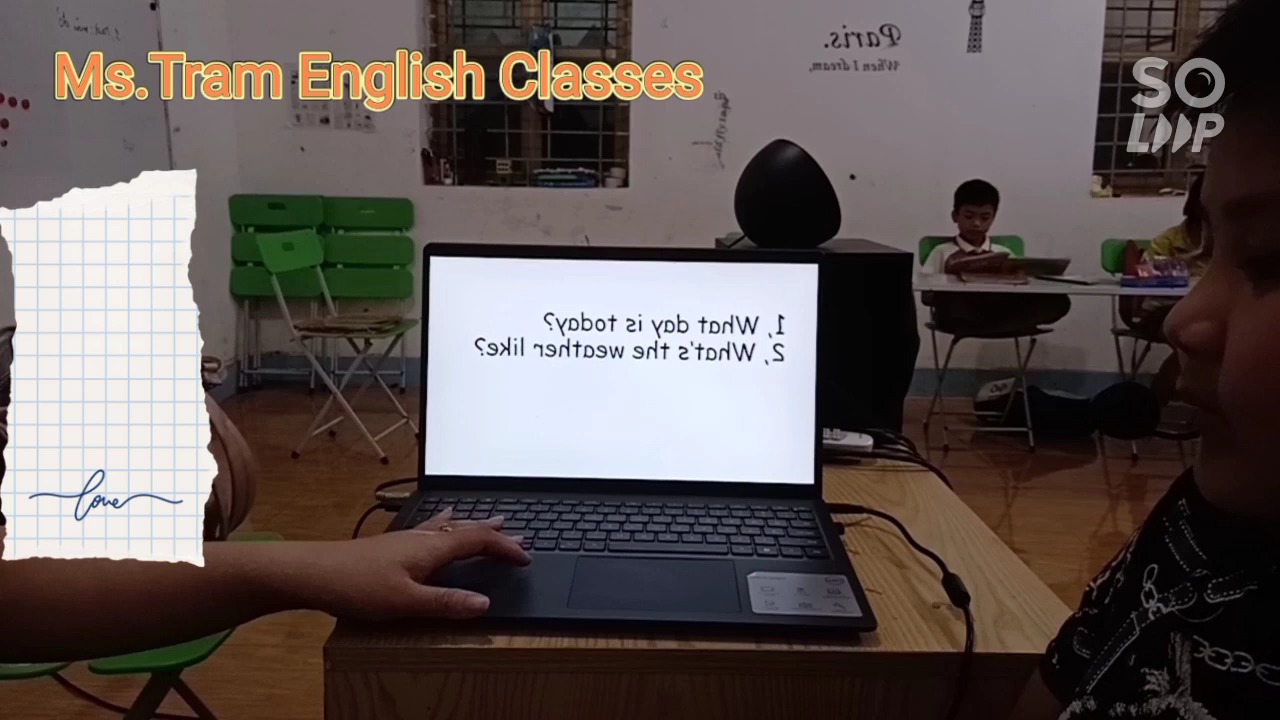 Ms.Tram English Classes
SO
LOOP
Paris.
When I dream,
1, What day is today?
2, What's the weather like?
love